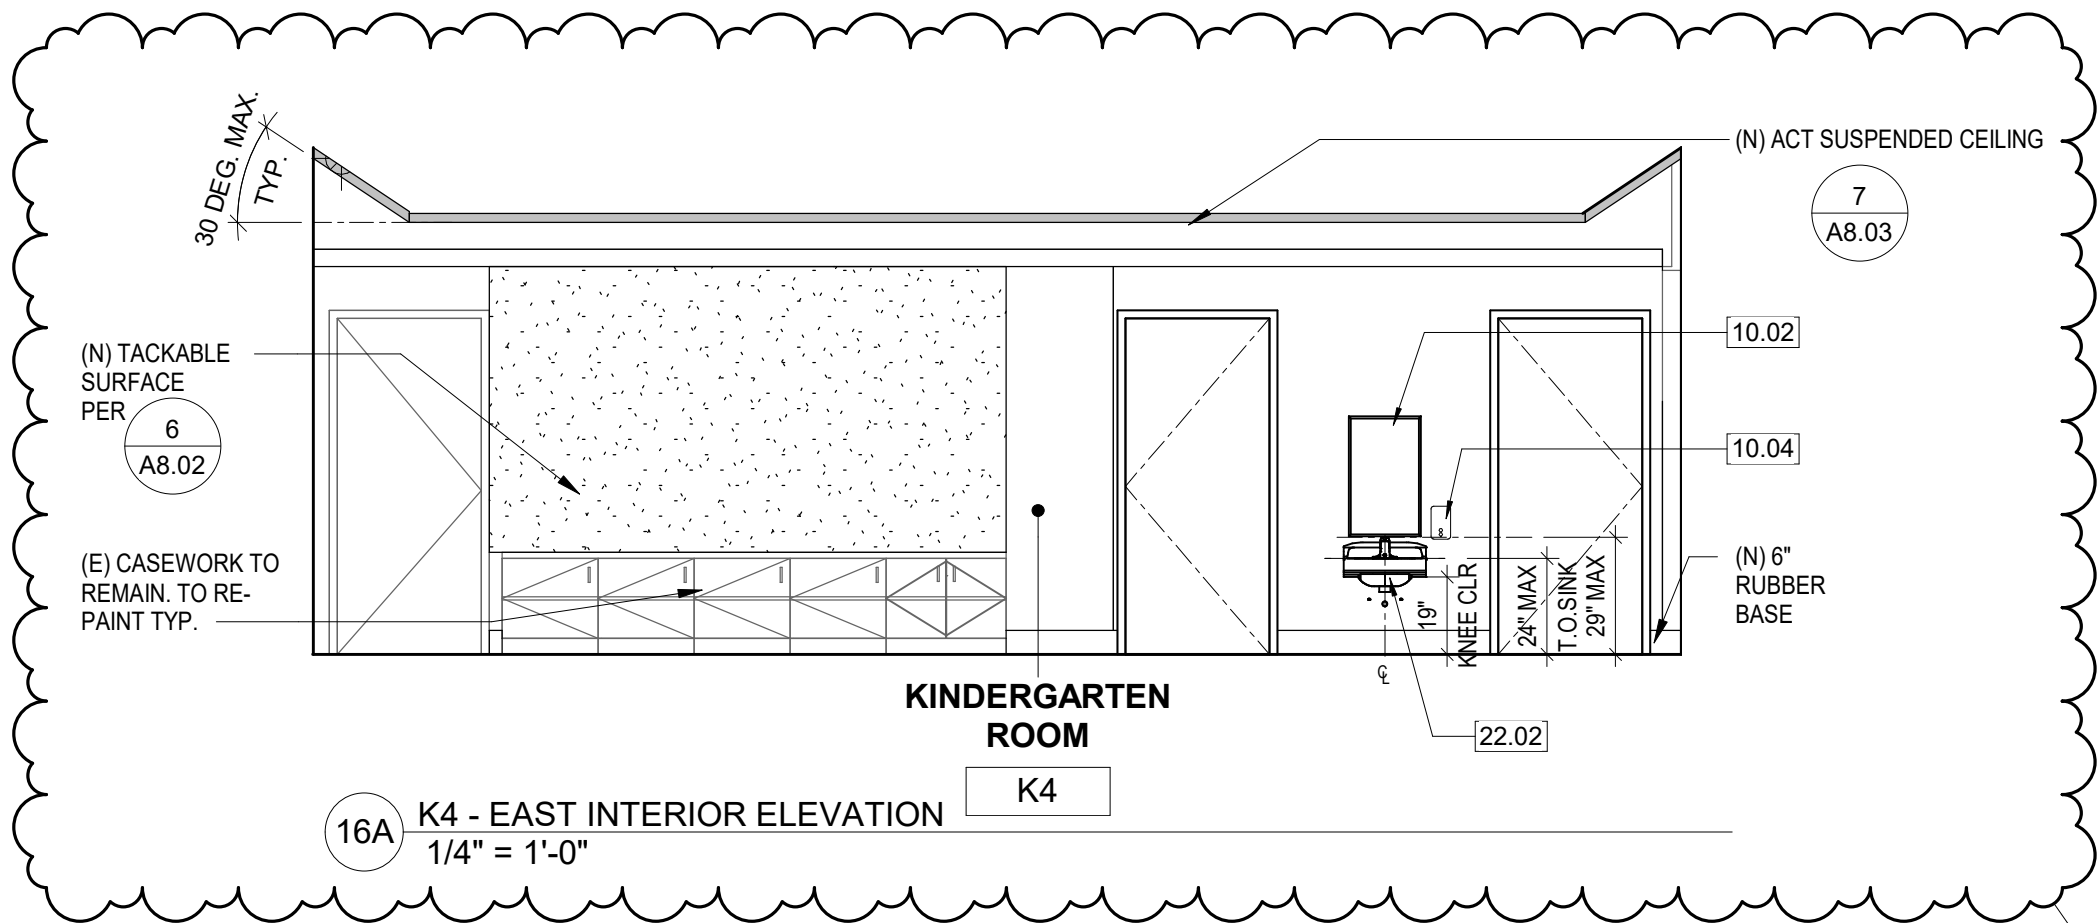 30 DEG. MAX.
TYP.
(N) ACT SUSPENDED CEILING
7
A8.03
(N) TACKABLE
SURFACE
PER
6
A8.02
10.02
10.04
8
(E) CASEWORK TO
REMAIN. TO RE-
PAINT TYP.
19"
KNEE CLR
24" MAX
T.O.SINK
29" MAX
(N) 6"
RUBBER
BASE
℄
22.02
KINDERGARTEN
ROOM
K4
16A
K4 - EAST INTERIOR ELEVATION
1/4" = 1'-0"